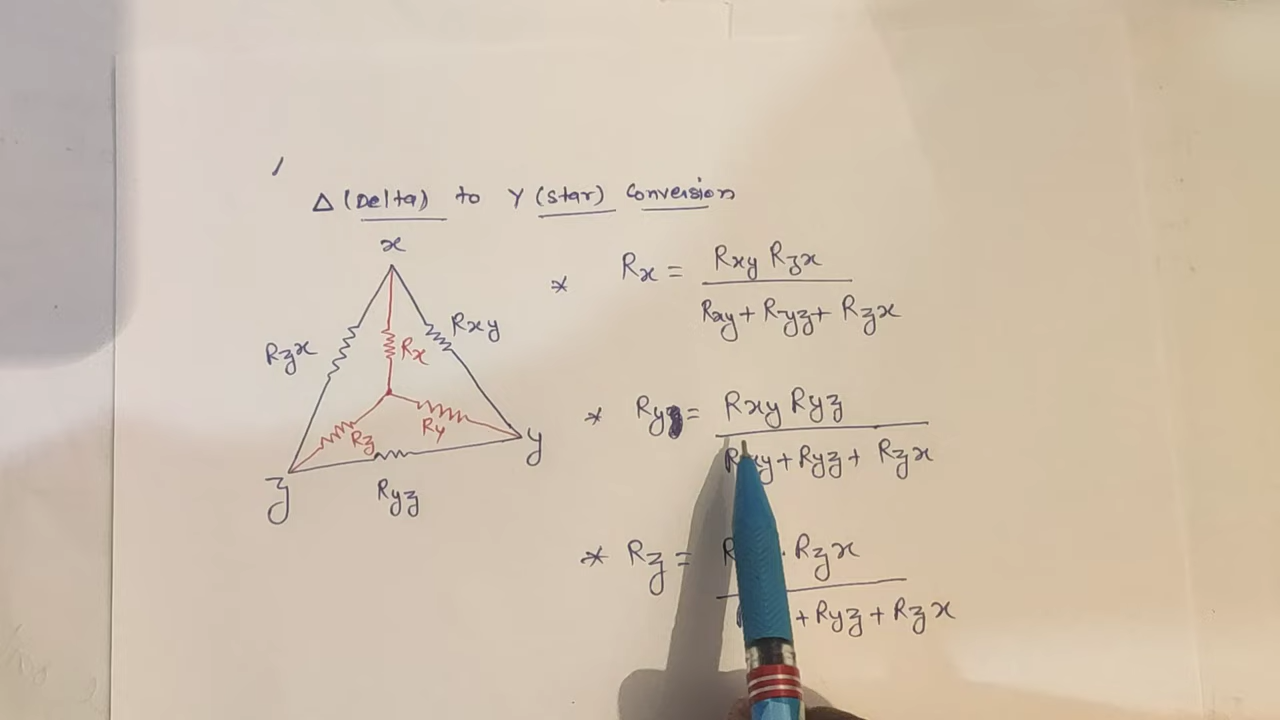 Δ (Delta) to Y (Star) Conversion
x
Rzx
Rxy
Rx
Rz
Ry
z
y
Ryz
* Rx = Rxy Rzx
Rxy + Ryz + Rzx
* Ry = Rxy Ryz
Rxy + Ryz + Rzx
* Rz = . Rzx
+ Ryz + Rzx